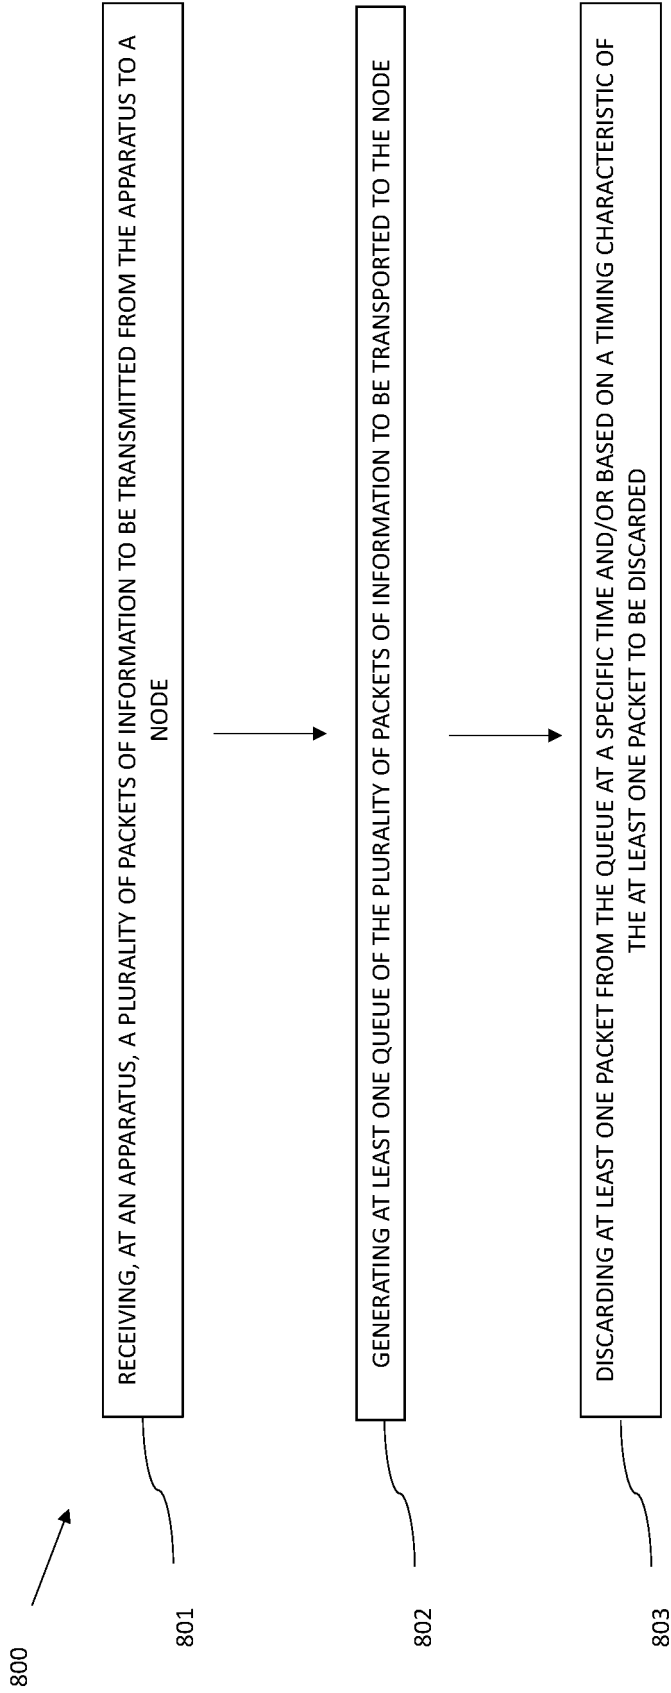 800
801
RECEIVING, AT AN APPARATUS, A PLURALITY OF PACKETS OF INFORMATION TO BE TRANSMITTED FROM THE APPARATUS TO A
NODE
802
GENERATING AT LEAST ONE QUEUE OF THE PLURALITY OF PACKETS OF INFORMATION TO BE TRANSPORTED TO THE NODE
803
DISCARDING AT LEAST ONE PACKET FROM THE QUEUE AT A SPECIFIC TIME AND/OR BASED ON A TIMING CHARACTERISTIC OF
THE AT LEAST ONE PACKET TO BE DISCARDED